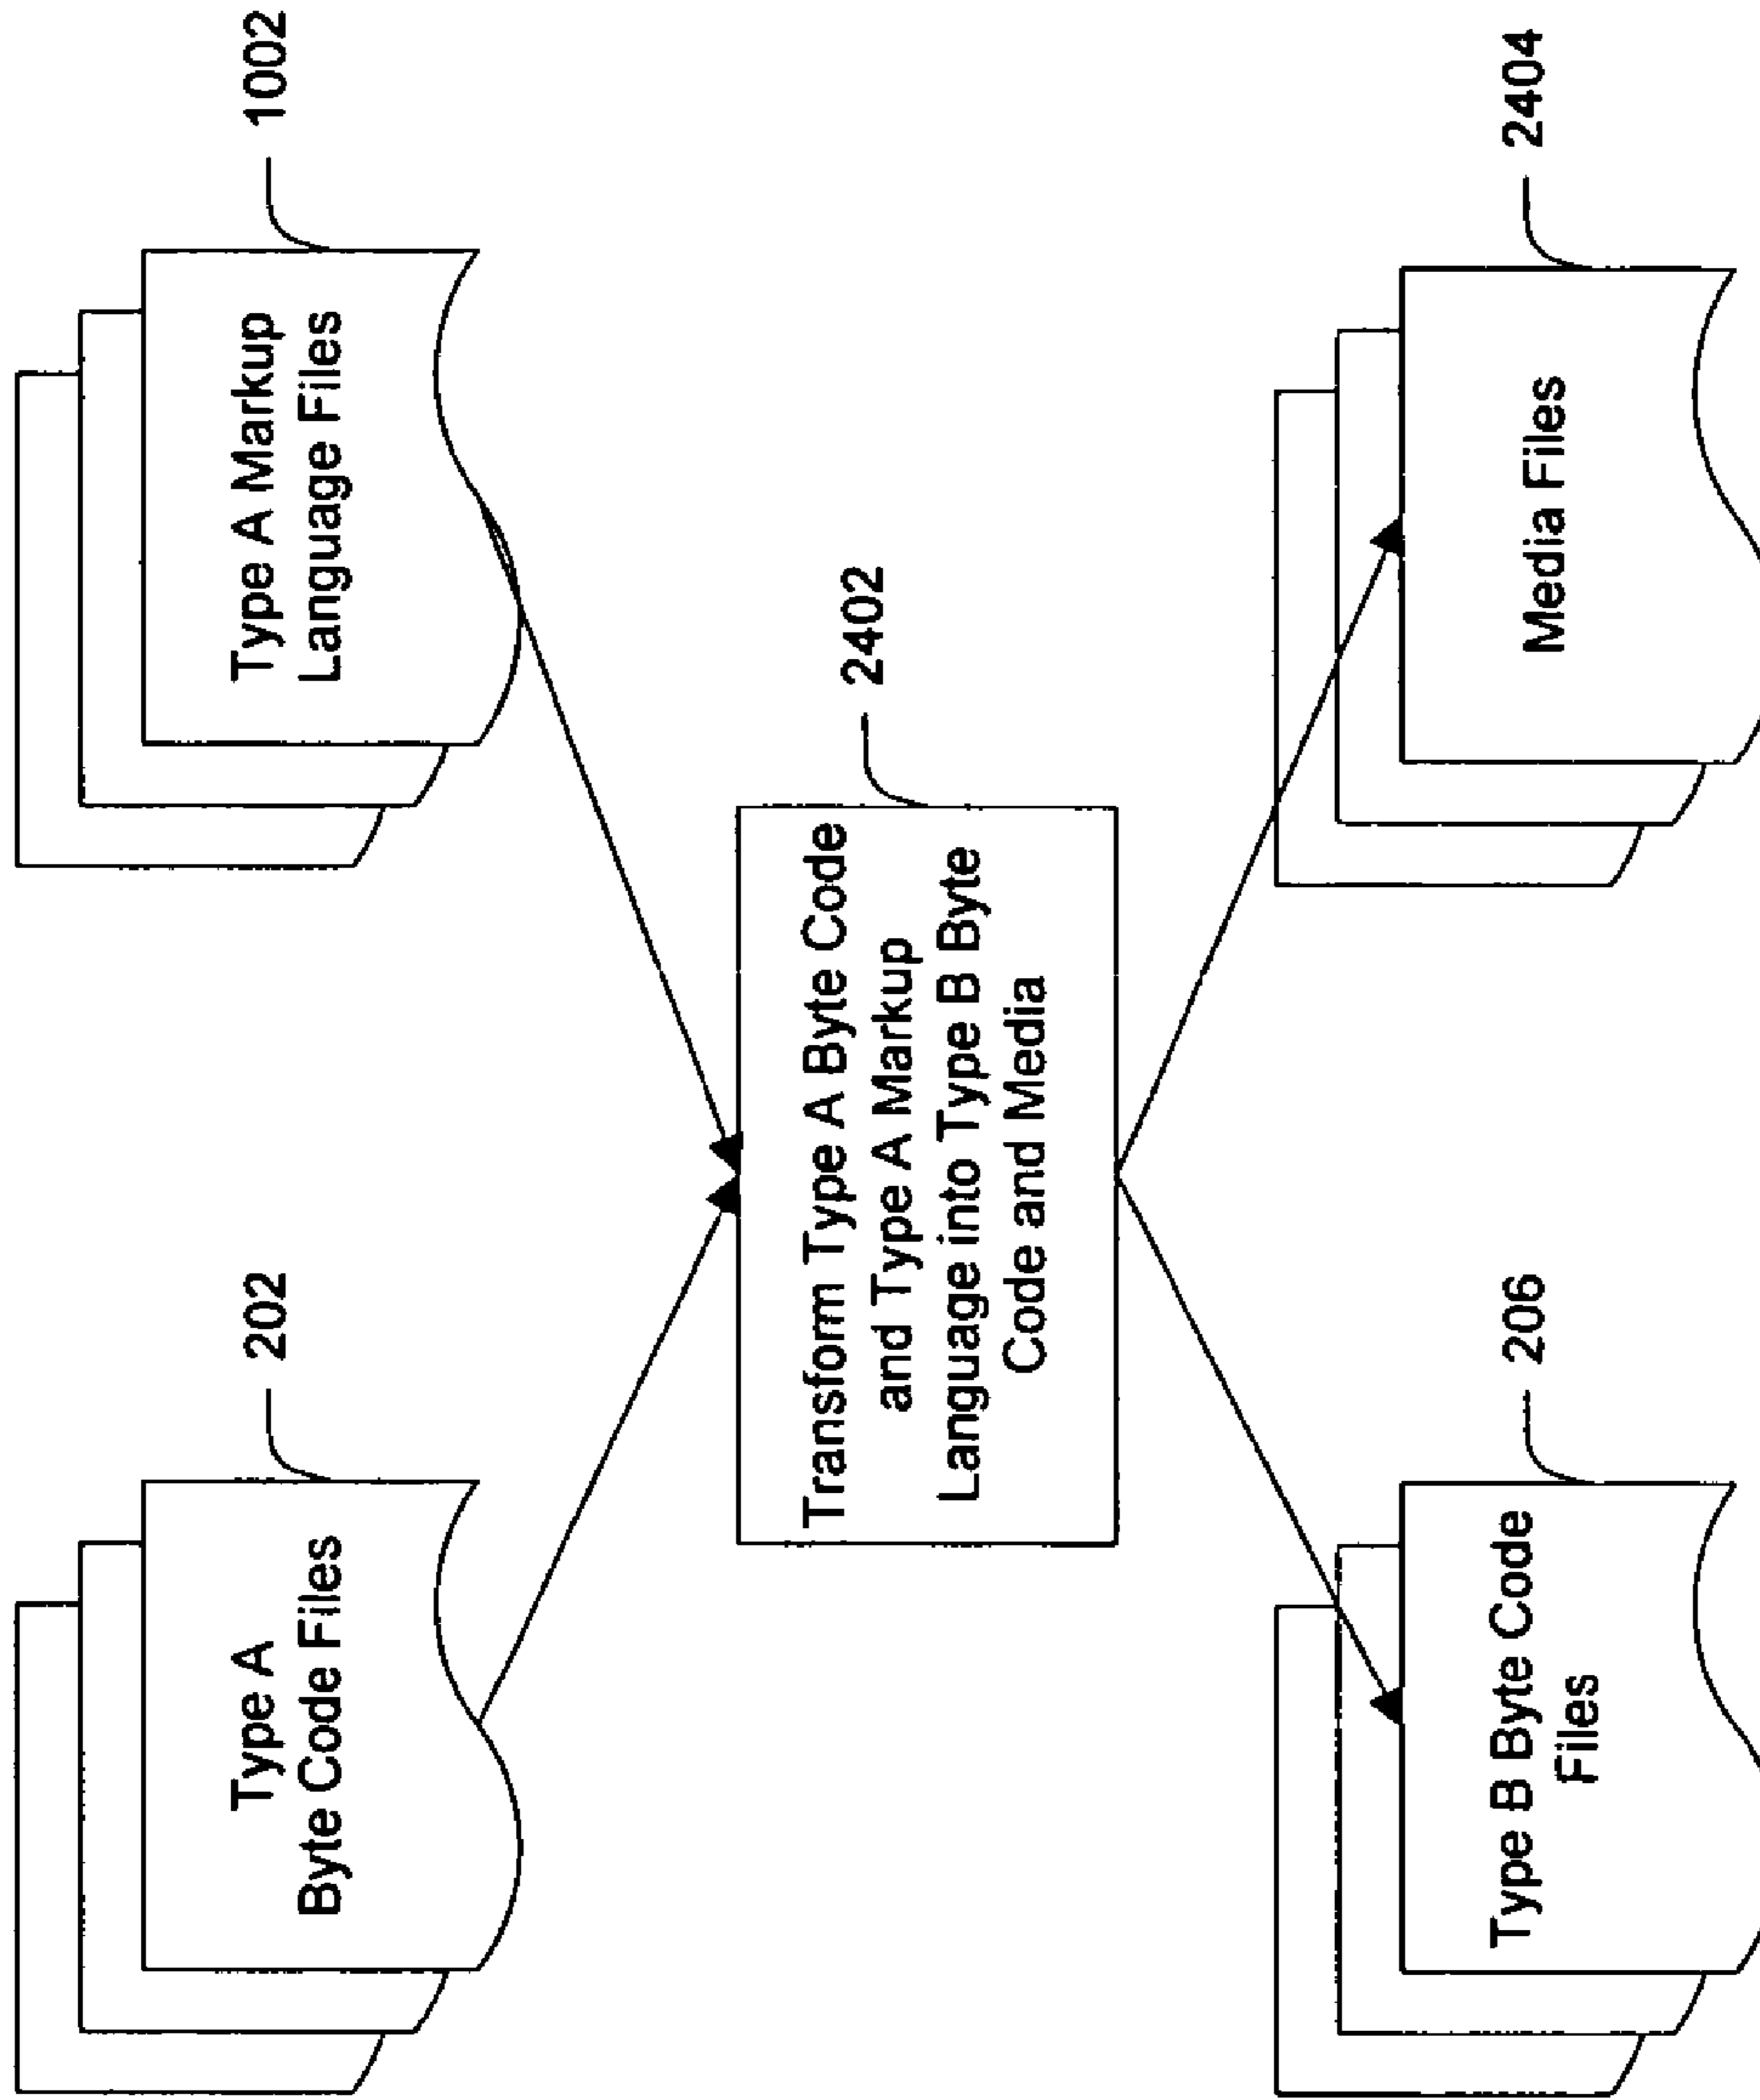 202
Type A
Byte Code Files
1002
Type A Markup
Language Files
2402
Transform Type A Byte Code
and Type A Markup
Language into Type B Byte
Code and Media
206
Type B Byte Code
Files
2404
Media Files